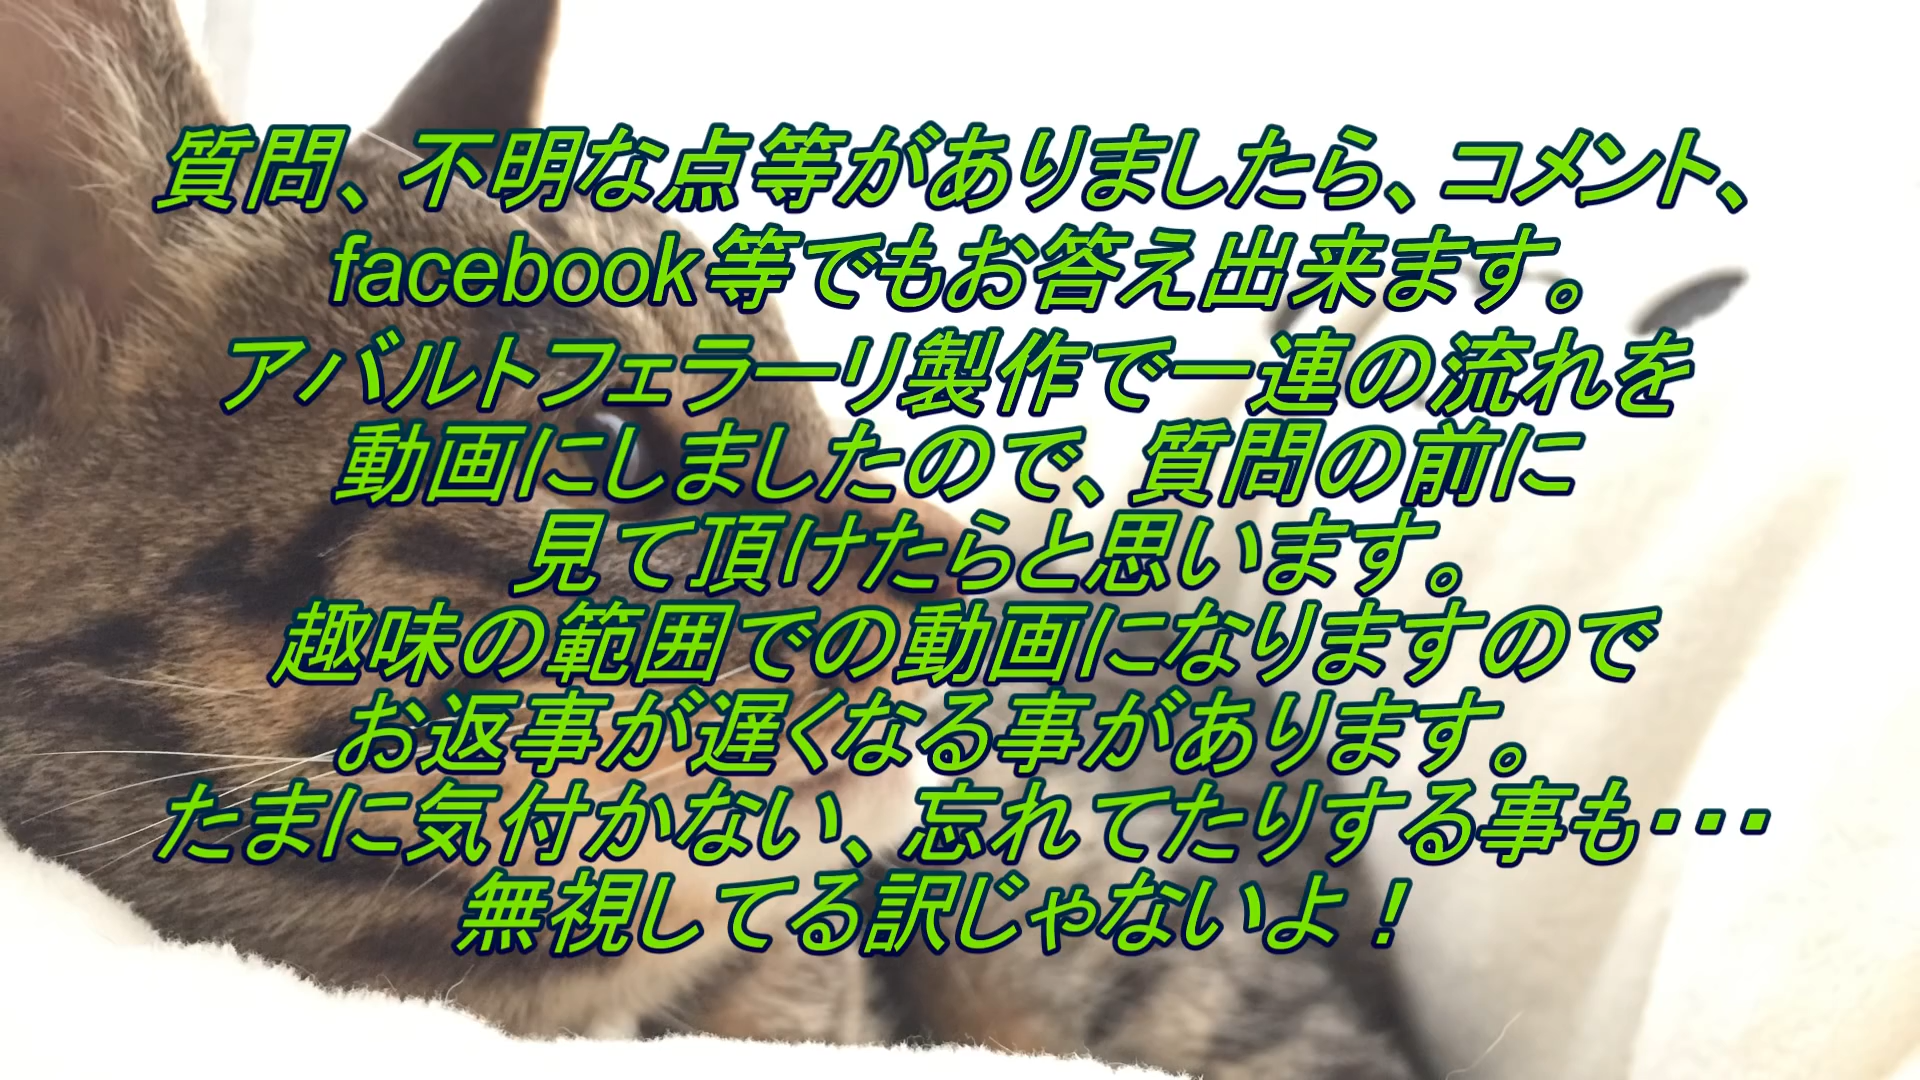 質問、不明な点等がありましたら、コメント、
facebook等でもお答え出来ます。
アバルトフェラーリ製作で一連の流れを
動画にしましたので、質問の前に
見て頂けたらと思います。
趣味の範囲での動画になりますので
お返事が遅くなる事があります。
たまに気付かない、忘れてたりする事も・・・
無視してる訳じゃないよ！